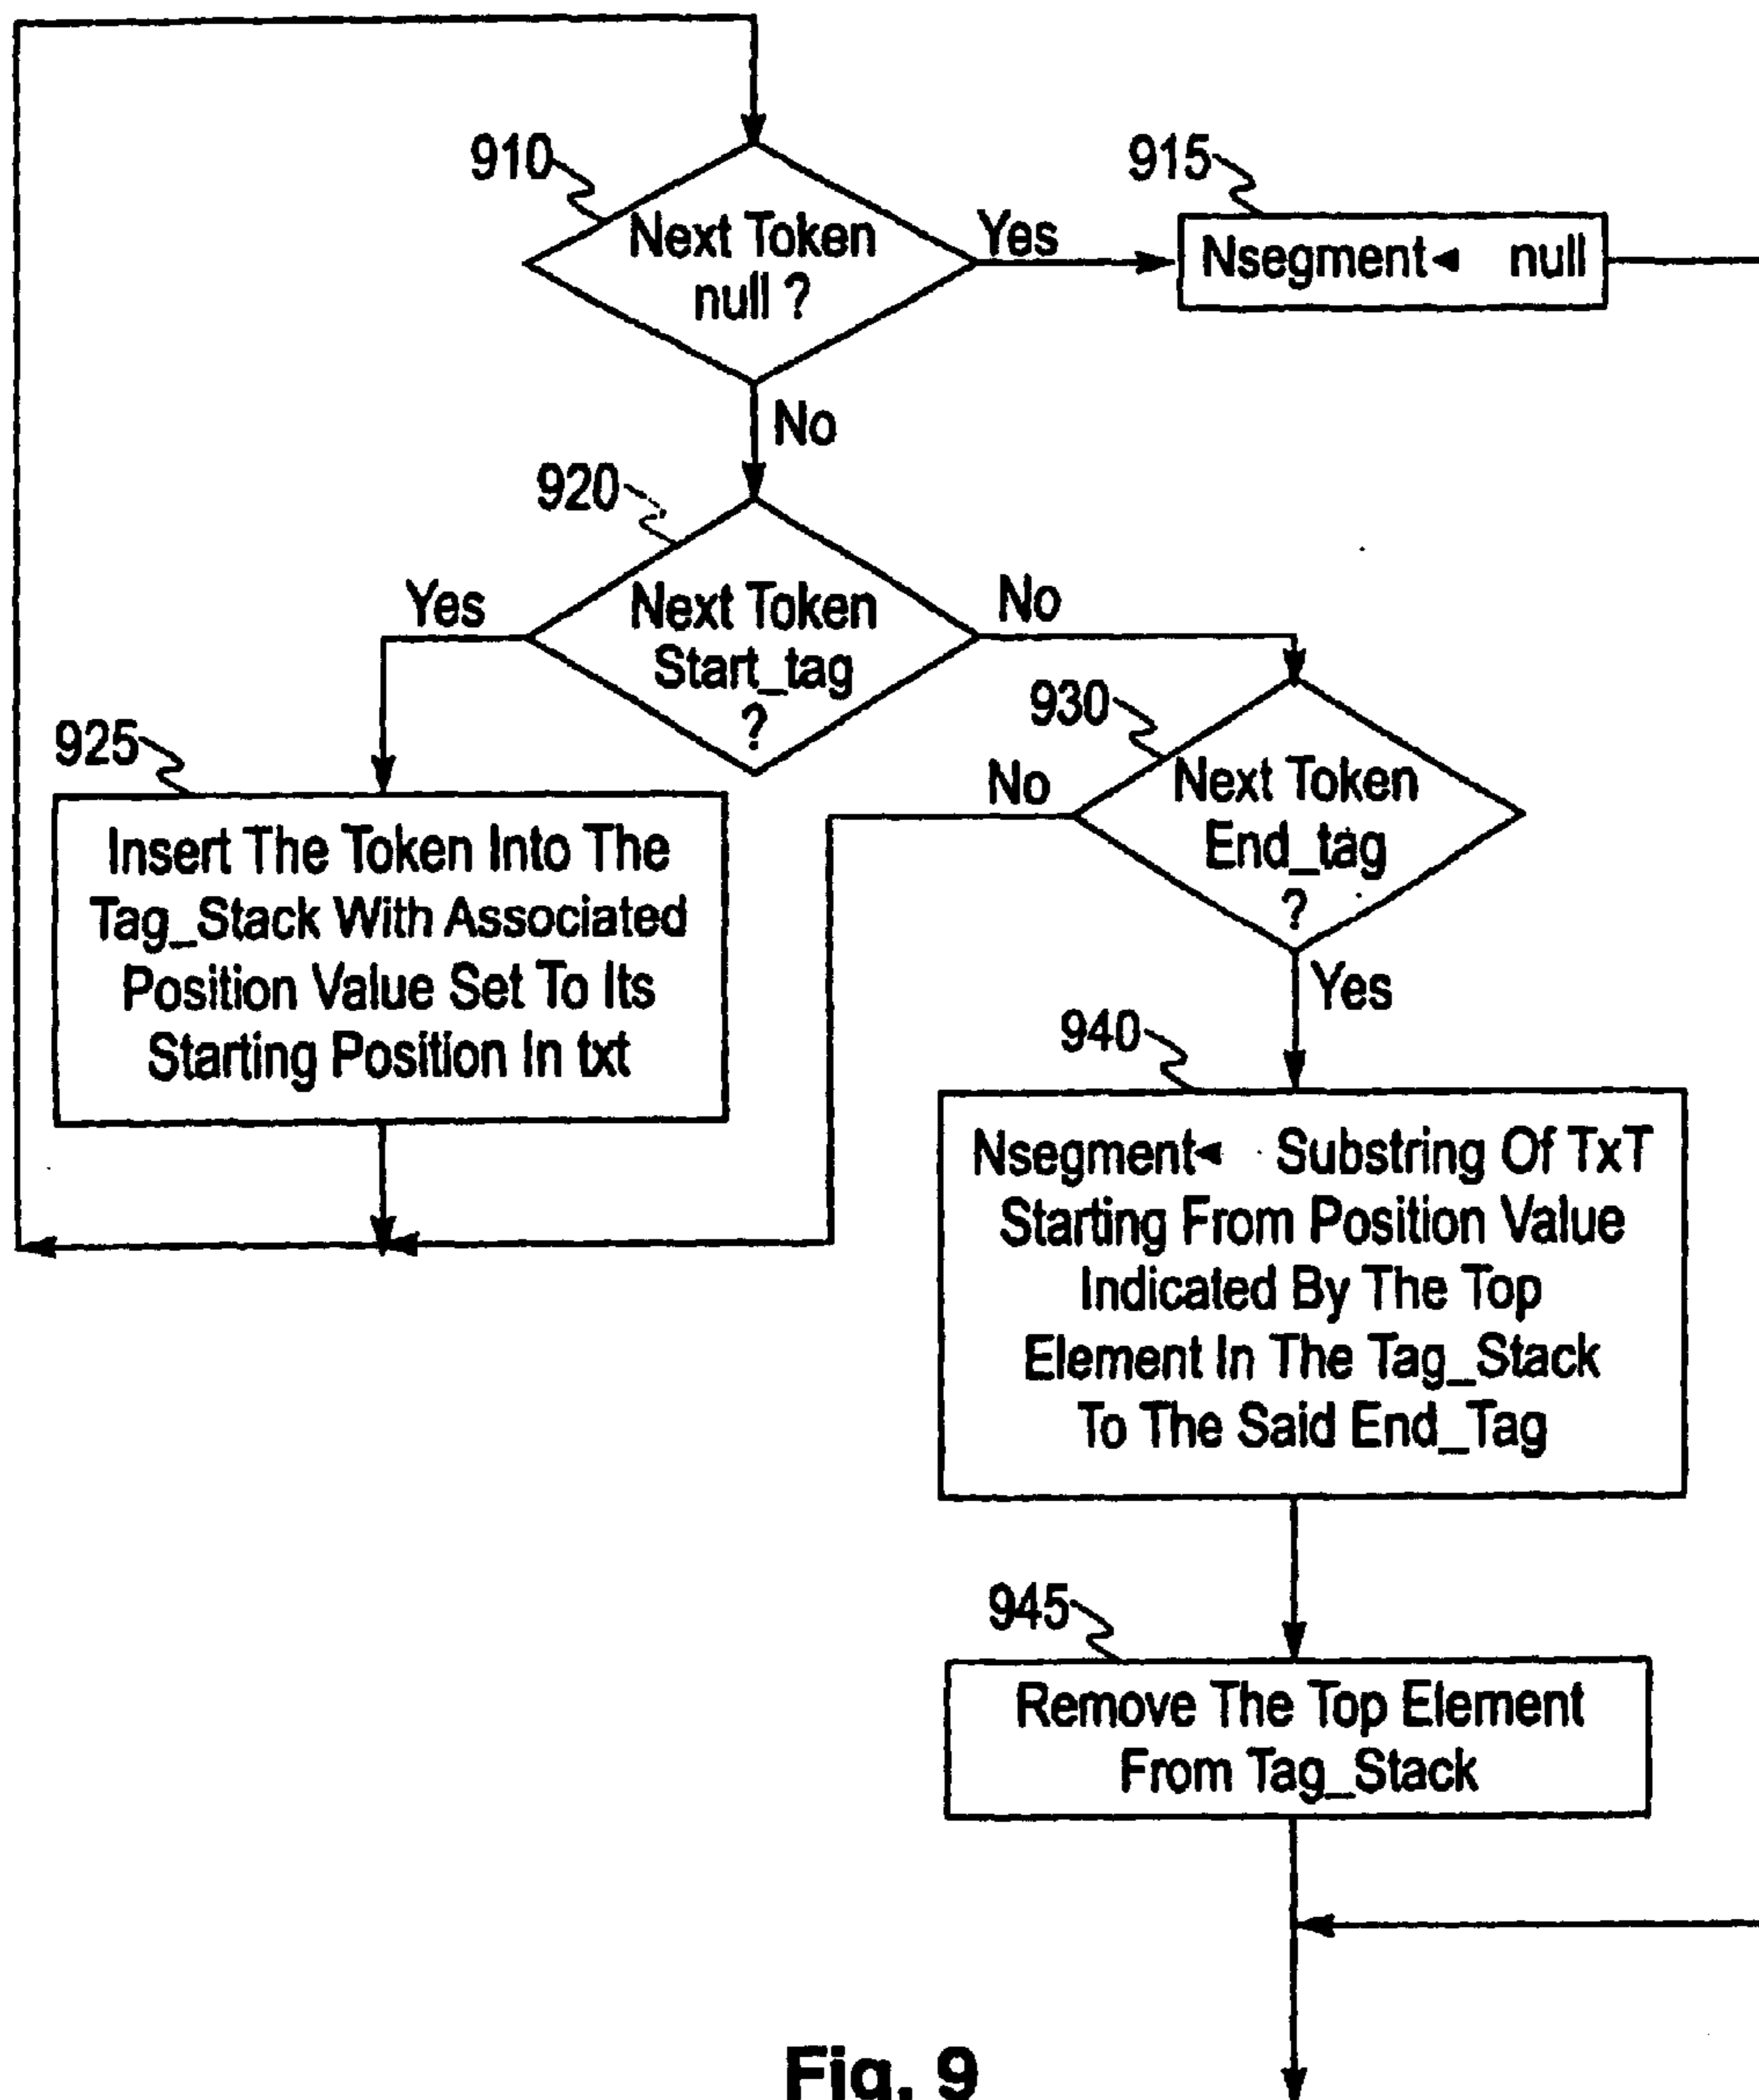 910
Next Token
null ?
Yes
915
Nsegment◄ null
No
920
Next Token
Start_tag
?
Yes
No
925
Insert The Token Into The
Tag_Stack With Associated
Position Value Set To Its
Starting Position In txt
930
Next Token
End_tag
?
No
Yes
940
Nsegment◄ Substring Of TxT
Starting From Position Value
Indicated By The Top
Element In The Tag_Stack
To The Said End_Tag
945
Remove The Top Element
From Tag_Stack
Fig. 9